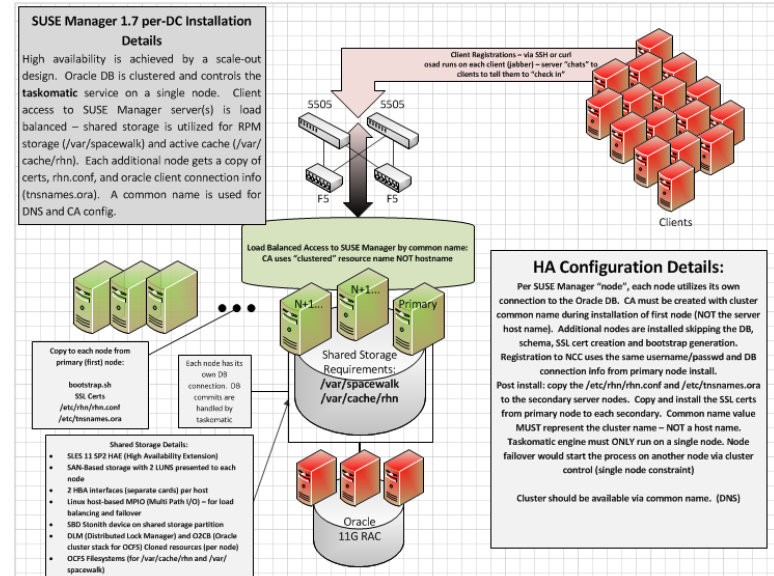 SUSE Manager 1.7 per-DC Installation
Details
High availability is achieved by a scale-out
design. Oracle DB is clustered and controls the
taskomatic service on a single node. Client
access to SUSE Manager server(s) is load
balanced – shared storage is utilized for RPM
storage (/var/spacewalk) and active cache (/var/
cache/rhn). Each additional node gets a copy of
certs, rhn.conf, and oracle client connection info
(tnsnames.ora). A common name is used for
DNS and CA config.
Client Registrations – via SSH or curl
osad runs on each client (jabber) – server "chats" to
clients to tell them to "check in"
5505
5505
F5
F5
Clients
Load Balanced Access to SUSE Manager by common name:
CA uses "clustered" resource name NOT hostname
N+1...
N+1...
Primary
Shared Storage
Requirements:
/var/spacewalk
/var/cache/rhn
Copy to each node from
primary (first) node:
bootstrap.sh
SSL Certs
/etc/rhn/rhn.conf
/etc/tnsnames.ora
Each node has its
own DB
connection. DB
commits are
handled by
taskomatic
Shared Storage Details:
• SLES 11 SP2 HAE (High Availability Extension)
• SAN-Based storage with 2 LUNS presented to each
node
• 2 HBA interfaces (separate cards) per host
• Linux host-based MPIO (Multi Path I/O) – for load
balancing and failover
• SBD Stonith device on shared storage partition
• DLM (Distributed Lock Manager) and O2CB (Oracle
cluster stack for OCFS) Cloned resources (per node)
• OCFS Filesystems (for /var/cache/rhn and /var/
spacewalk)
Oracle
11G RAC
HA Configuration Details:
Per SUSE Manager "node", each node utilizes its own
connection to the Oracle DB. CA must be created with cluster
common name during installation of first node (NOT the server
host name). Additional nodes are installed skipping the DB,
schema, SSL cert creation and bootstrap generation.
Registration to NCC uses the same username/passwd and DB
connection info from primary node install.
Post install: copy the /etc/rhn/rhn.conf and /etc/tnsnames.ora
to the secondary server nodes. Copy and install the SSL certs
from primary node to each secondary. Common name value
MUST represent the cluster name – NOT a host name.
Taskomatic engine must ONLY run on a single node. Node
failover would start the process on another node via cluster
control (single node constraint)
Cluster should be available via common name. (DNS)